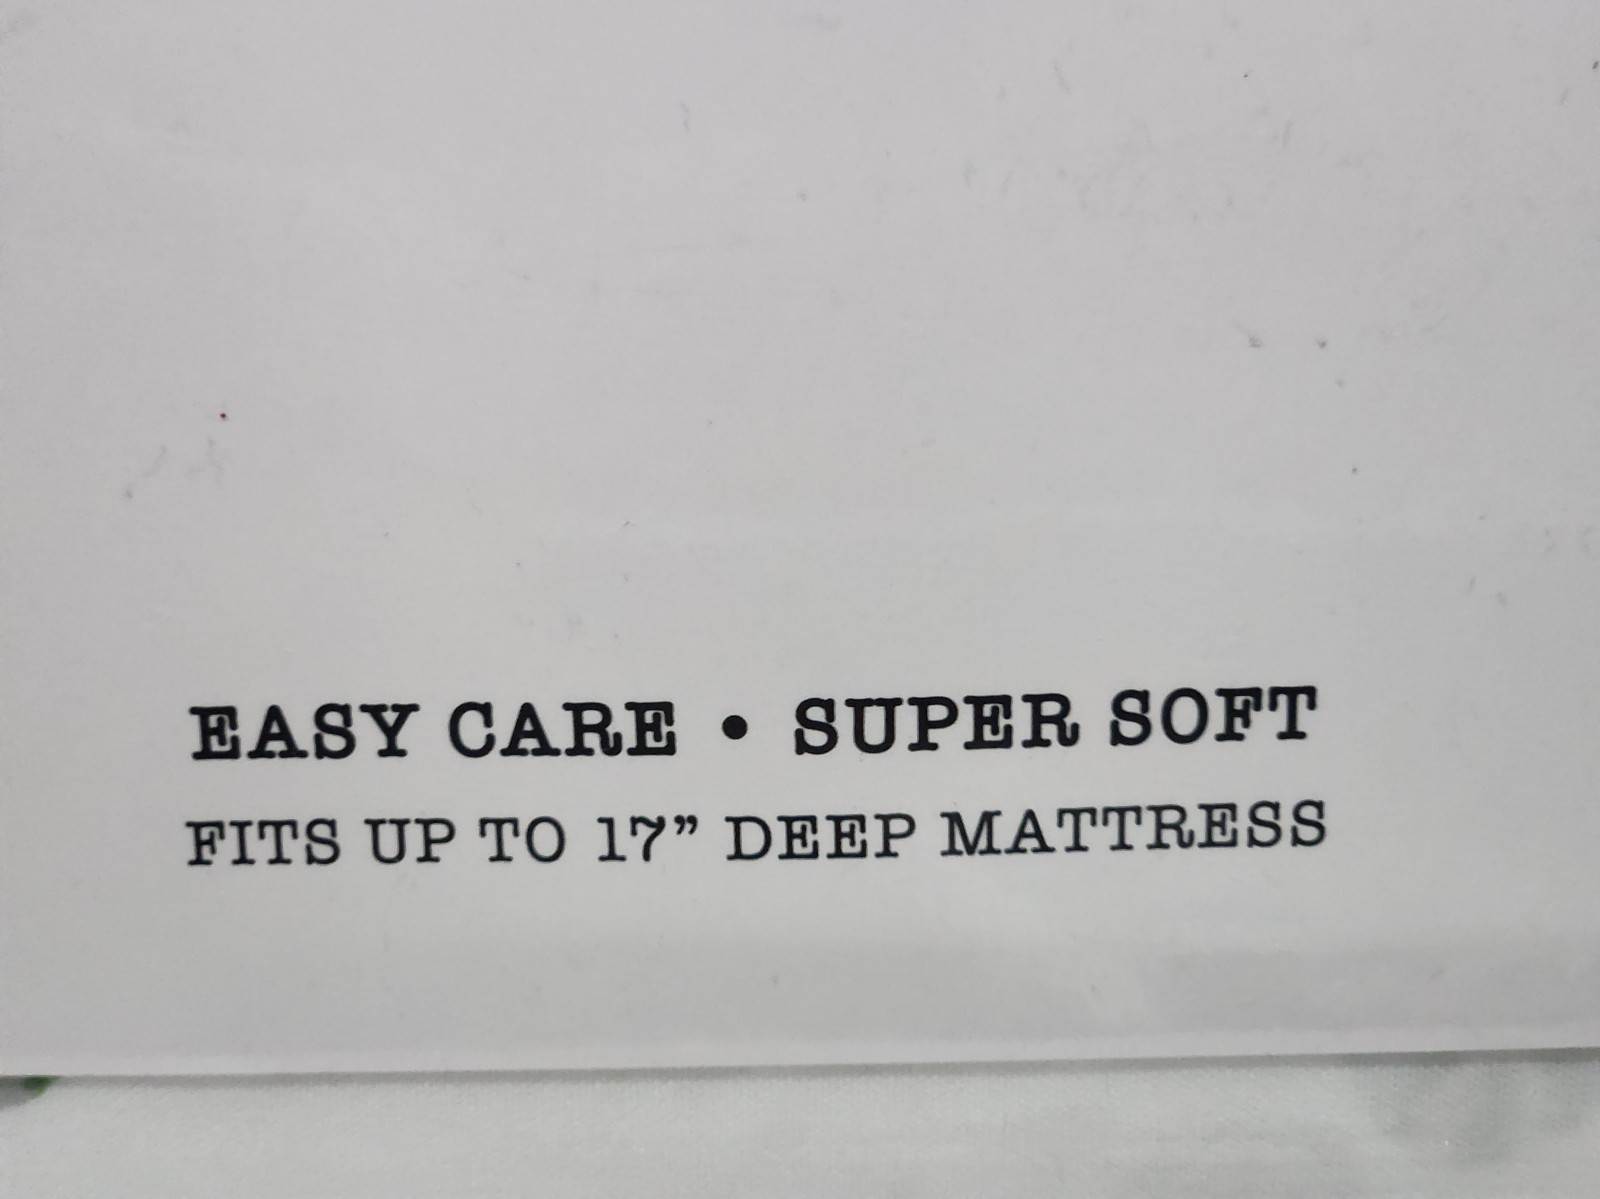 EASY CARE • SUPER SOFT
FITS UP TO 17” DEEP MATTRESS